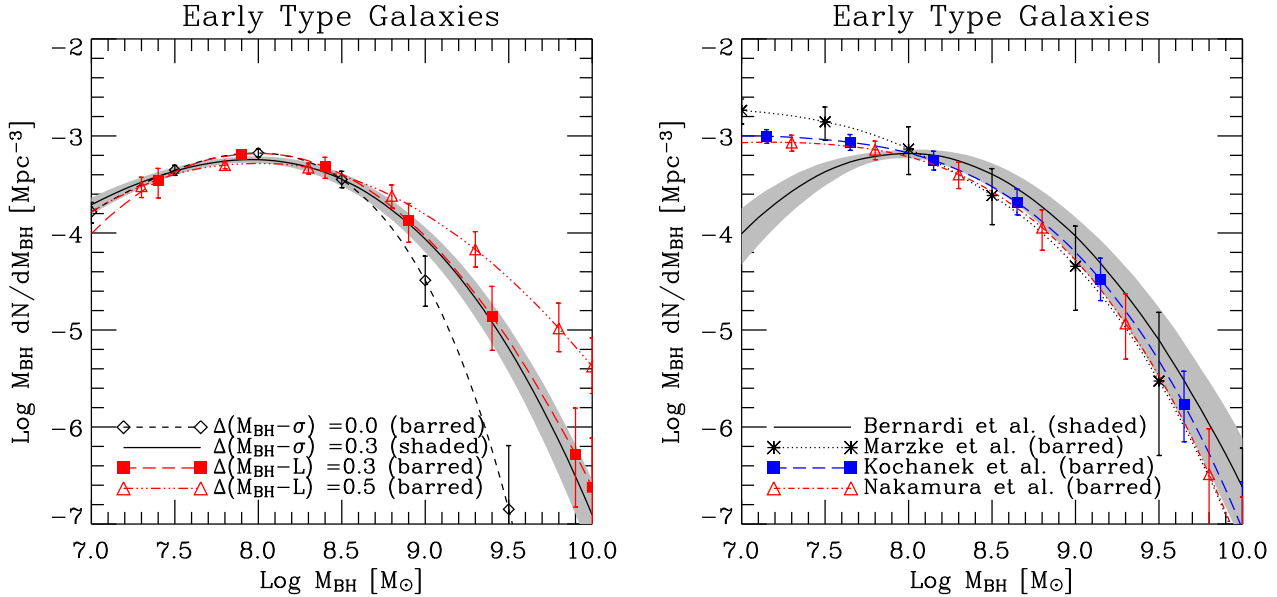 Early Type Galaxies
Log M_BH dN/dM_BH [Mpc⁻³]
−2
−3
−4
−5
−6
−7
Δ(M_BH−σ) =0.0 (barred)
Δ(M_BH−σ) =0.3 (shaded)
Δ(M_BH−L) =0.3 (barred)
Δ(M_BH−L) =0.5 (barred)
7.0 7.5 8.0 8.5 9.0 9.5 10.0
Log M_BH [M_⊙]
Early Type Galaxies
Log M_BH dN/dM_BH [Mpc⁻³]
−2
−3
−4
−5
−6
−7
Bernardi et al. (shaded)
Marzke et al. (barred)
Kochanek et al. (barred)
Nakamura et al. (barred)
7.0 7.5 8.0 8.5 9.0 9.5 10.0
Log M_BH [M_⊙]